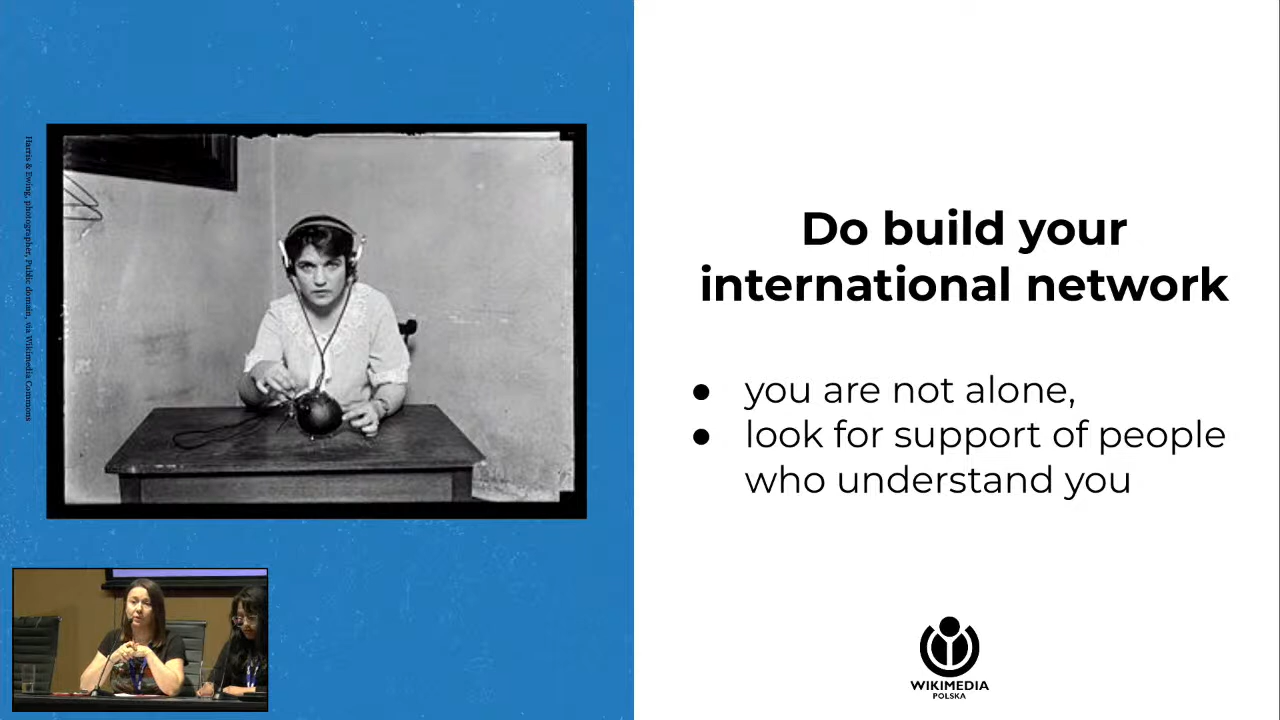 Harris & Ewing, photographer, Public domain, via Wikimedia Commons
Do build your
international network
● you are not alone,
● look for support of people
who understand you
WIKIMEDIA
POLSKA